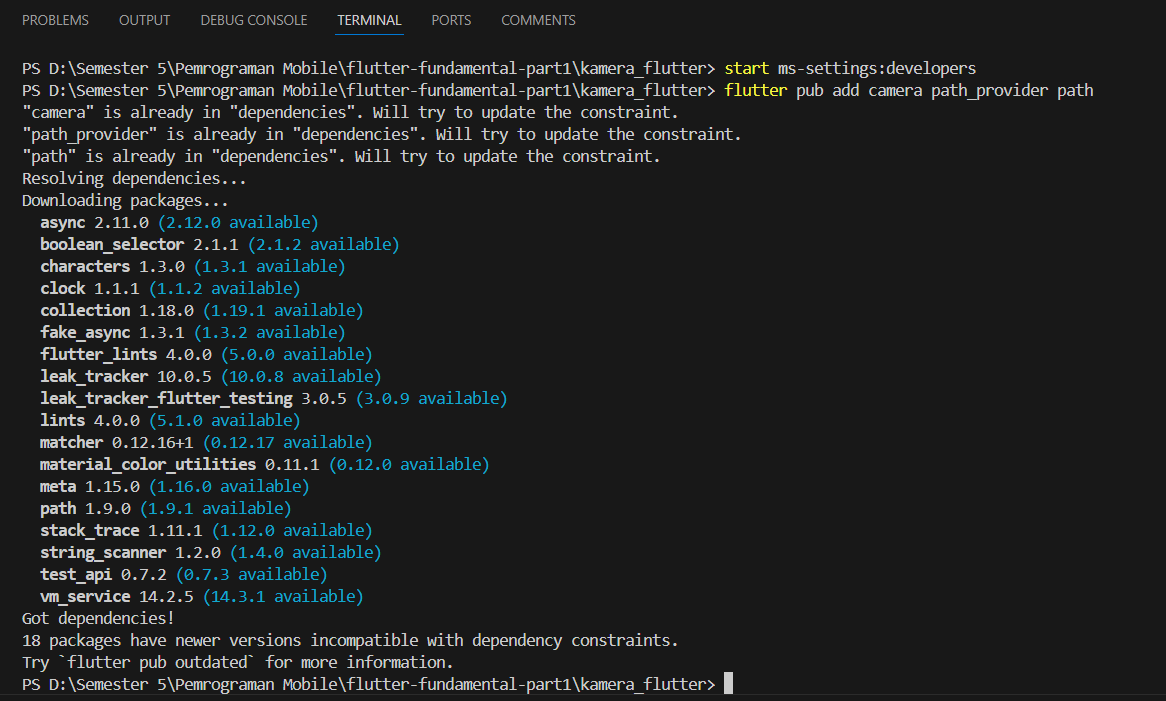 PROBLEMS OUTPUT DEBUG CONSOLE TERMINAL PORTS COMMENTS
PS D:\Semester 5\Pemrograman Mobile\flutter-fundamental-part1\kamera_flutter> start ms-settings:developers
PS D:\Semester 5\Pemrograman Mobile\flutter-fundamental-part1\kamera_flutter> flutter pub add camera path_provider path
"camera" is already in "dependencies". Will try to update the constraint.
"path_provider" is already in "dependencies". Will try to update the constraint.
"path" is already in "dependencies". Will try to update the constraint.
Resolving dependencies...
Downloading packages...
async 2.11.0 (2.12.0 available)
boolean_selector 2.1.1 (2.1.2 available)
characters 1.3.0 (1.3.1 available)
clock 1.1.1 (1.1.2 available)
collection 1.18.0 (1.19.1 available)
fake_async 1.3.1 (1.3.2 available)
flutter_lints 4.0.0 (5.0.0 available)
leak_tracker 10.0.5 (10.0.8 available)
leak_tracker_flutter_testing 3.0.5 (3.0.9 available)
lints 4.0.0 (5.1.0 available)
matcher 0.12.16+1 (0.12.17 available)
material_color_utilities 0.11.1 (0.12.0 available)
meta 1.15.0 (1.16.0 available)
path 1.9.0 (1.9.1 available)
stack_trace 1.11.1 (1.12.0 available)
string_scanner 1.2.0 (1.4.0 available)
test_api 0.7.2 (0.7.3 available)
vm_service 14.2.5 (14.3.1 available)
Got dependencies!
18 packages have newer versions incompatible with dependency constraints.
Try `flutter pub outdated` for more information.
PS D:\Semester 5\Pemrograman Mobile\flutter-fundamental-part1\kamera_flutter>